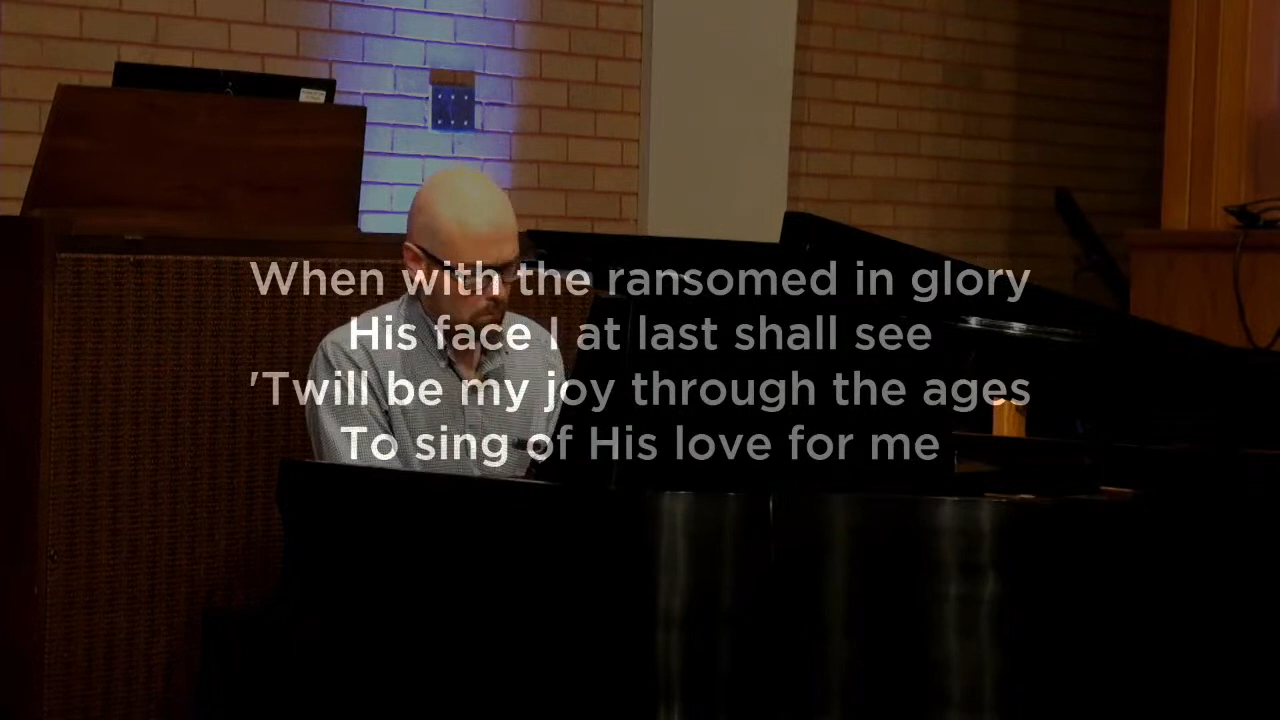 When with the ransomed in glory
His face I at last shall see
'Twill be my joy through the ages
To sing of His love for me